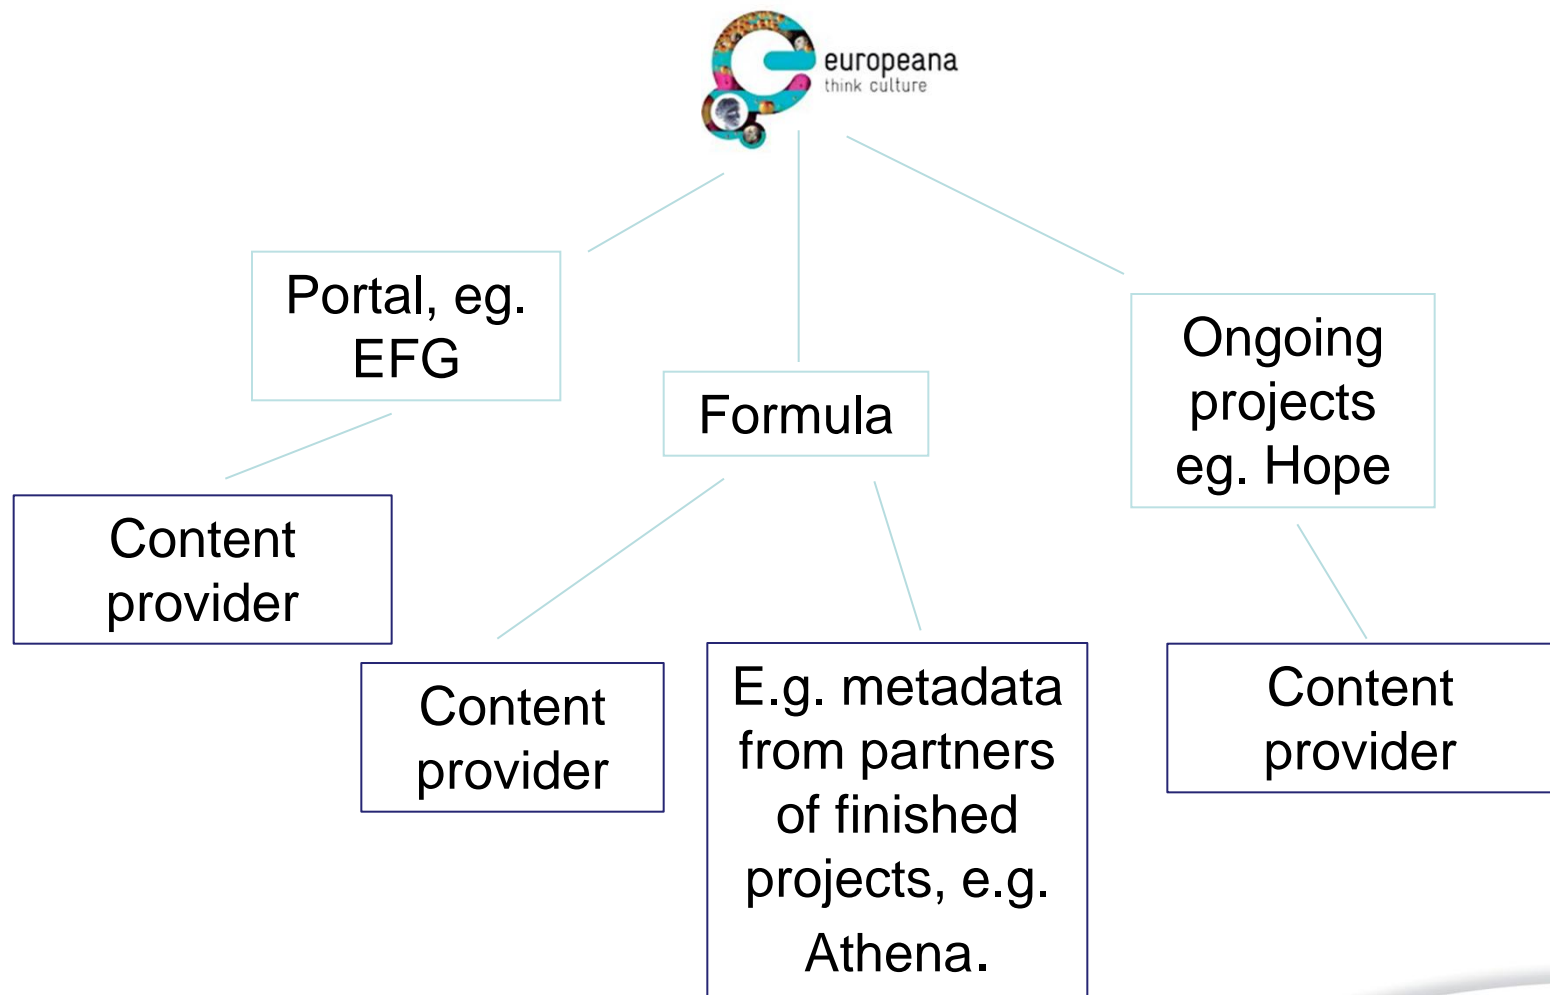 europeana
think culture
Portal, eg.
EFG
Formula
Ongoing
projects
eg. Hope
Content
provider
Content
provider
E.g. metadata
from partners
of finished
projects, e.g.
Athena.
Content
provider